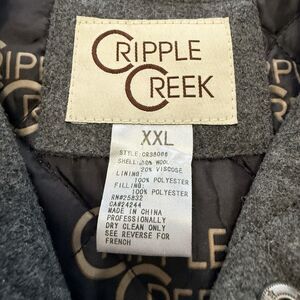 CRIPPLE
CREEK
XXL
STYLE:CR38086
SHELL:80% WOOL
20% VISCOSE
LINING:
100% POLYESTER
FILLING:
100% POLYESTER
RN#25832
CA#24244
MADE IN CHINA
PROFESSIONALLY
DRY CLEAN ONLY
SEE REVERSE FOR
FRENCH